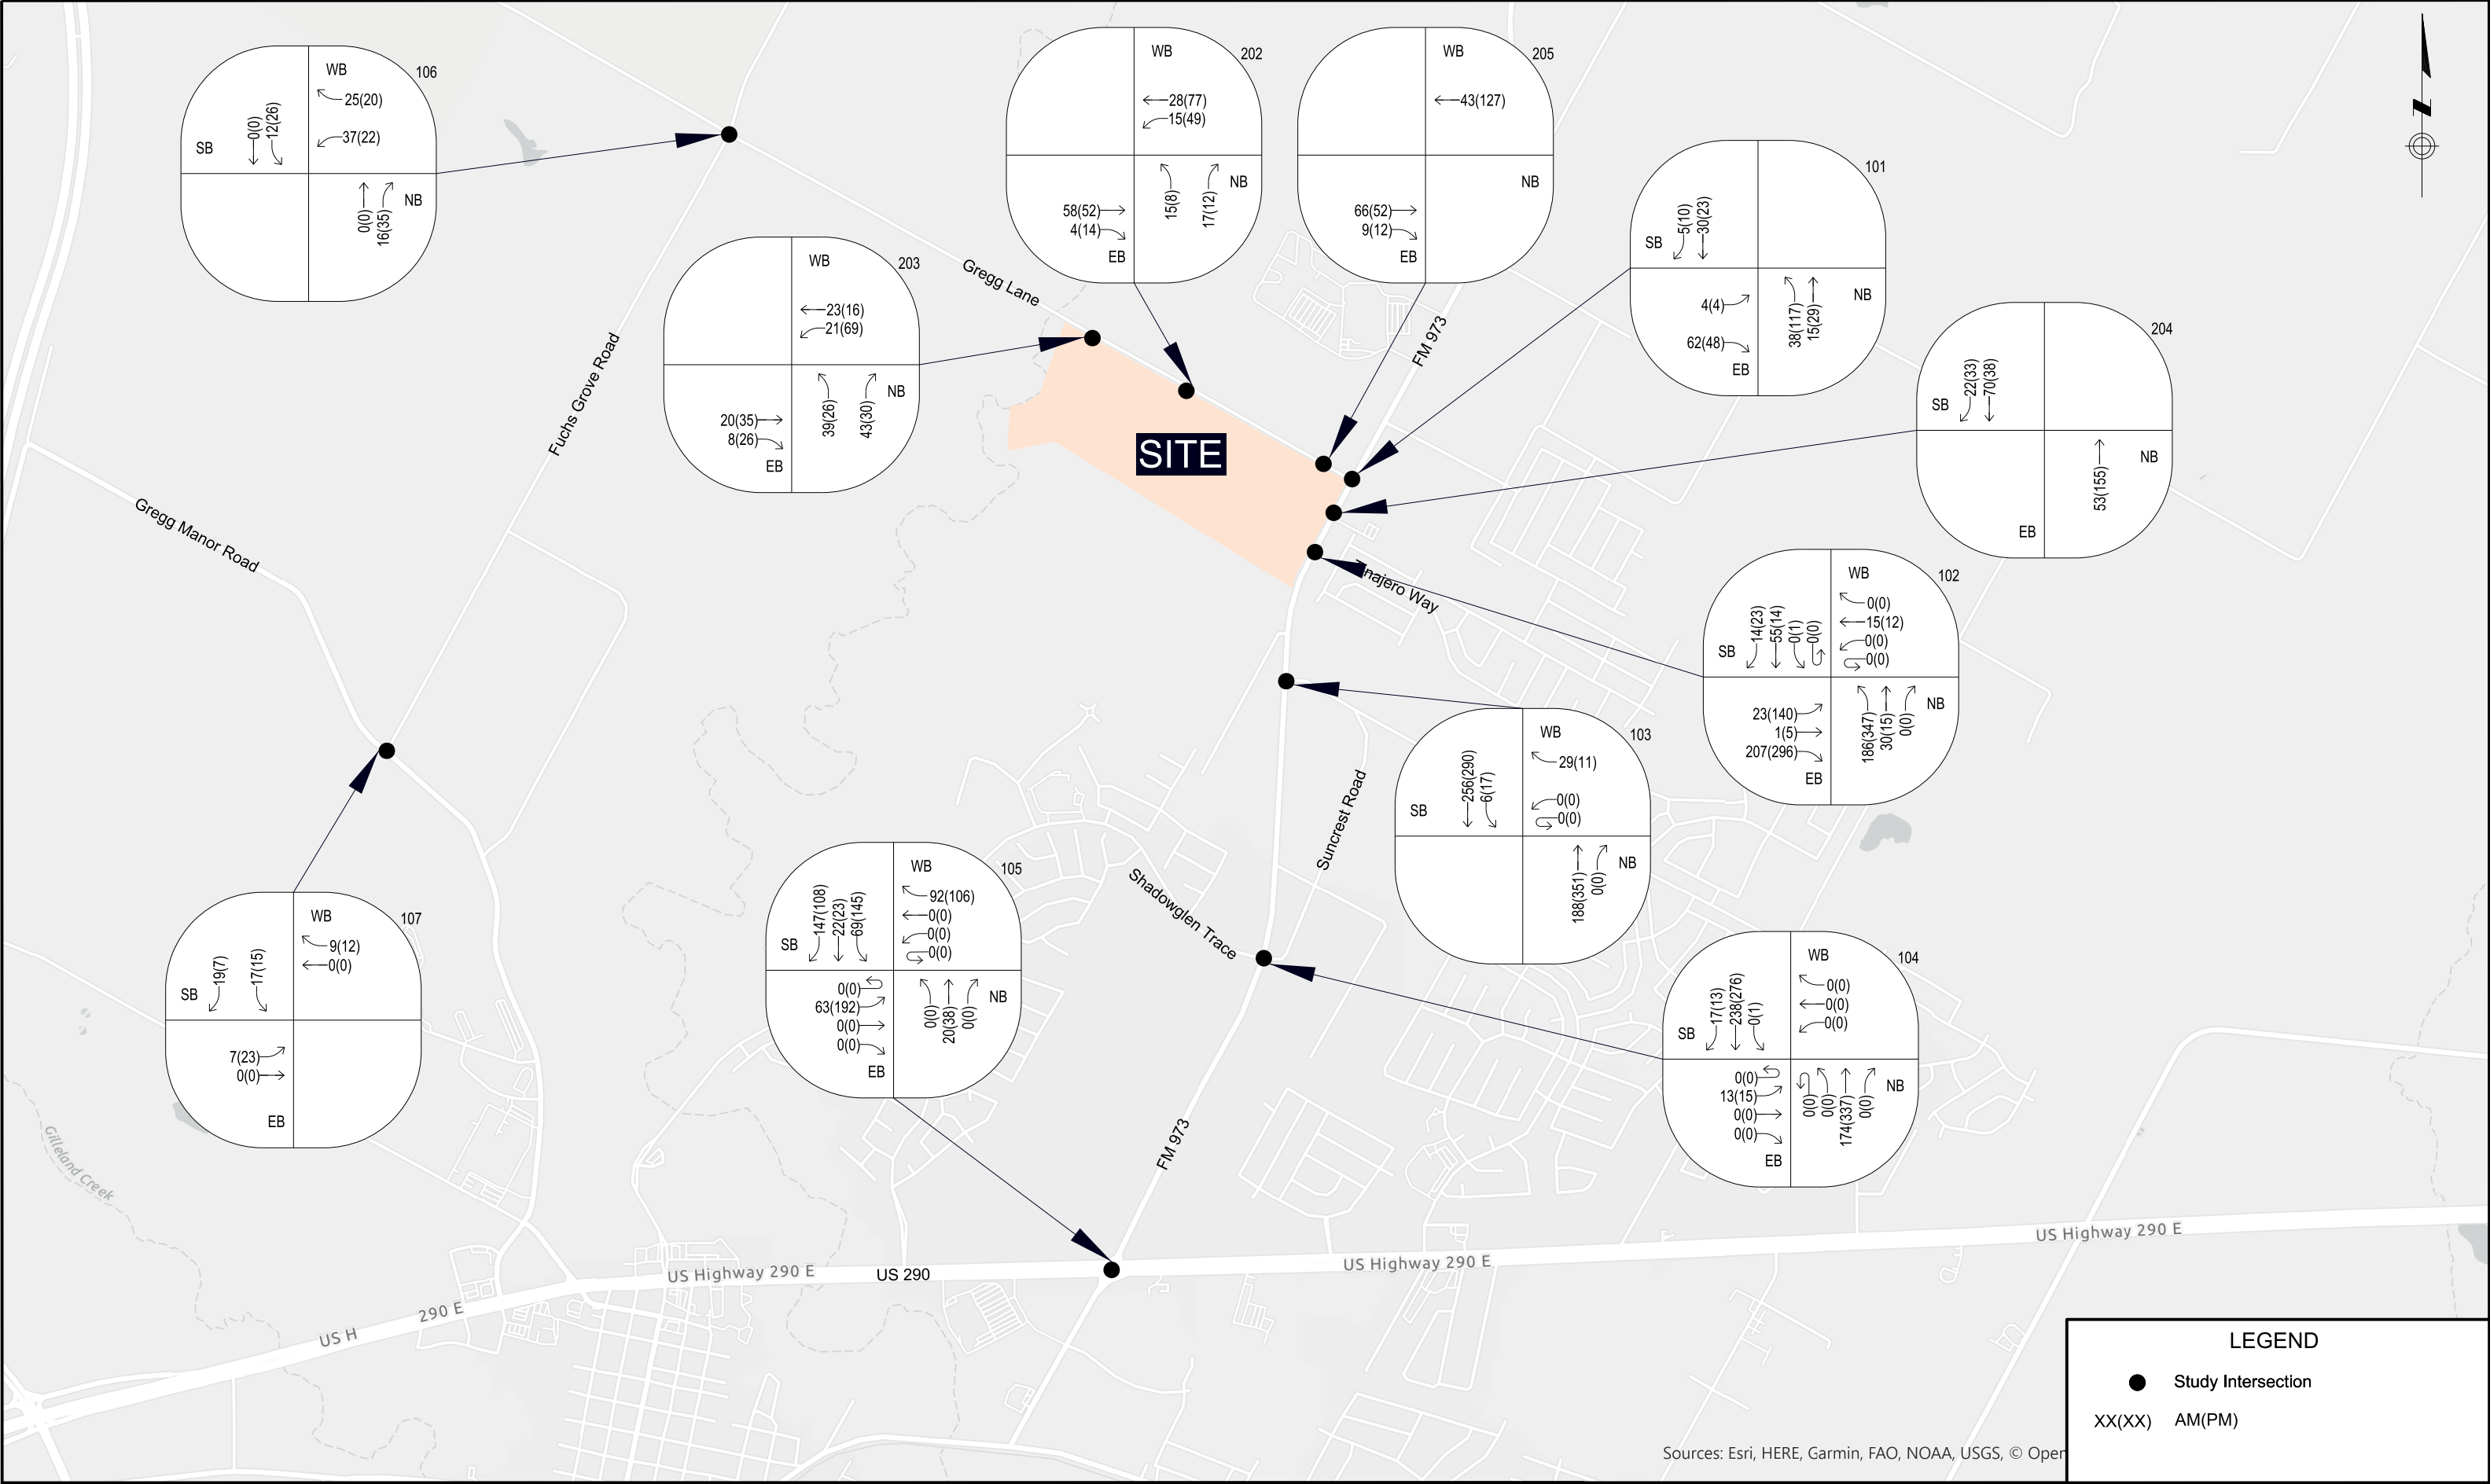 WB
106
25(20)
37(22)
SB
0(0)
12(26)
0(0)
16(35)
NB
WB
202
28(77)
15(49)
58(52)
4(14)
EB
15(8)
17(12)
NB
WB
205
43(127)
NB
66(52)
9(12)
EB
101
5(10)
30(23)
SB
4(4)
62(48)
EB
38(117)
15(29)
NB
WB
203
23(16)
21(69)
20(35)
8(26)
EB
39(26)
43(30)
NB
204
22(33)
70(38)
SB
EB
53(155)
NB
WB
102
0(0)
15(12)
0(0)
0(0)
SB
14(23)
55(14)
0(1)
0(0)
23(140)
1(5)
207(296)
EB
186(347)
30(15)
0(0)
NB
WB
103
29(11)
0(0)
0(0)
SB
256(290)
6(17)
188(351)
0(0)
NB
WB
105
92(106)
0(0)
0(0)
0(0)
SB
147(108)
22(23)
69(145)
0(0)
63(192)
0(0)
0(0)
EB
0(0)
20(38)
0(0)
NB
WB
107
9(12)
0(0)
SB
19(7)
17(15)
7(23)
0(0)
EB
WB
104
0(0)
0(0)
0(0)
SB
17(13)
238(276)
0(1)
0(0)
13(15)
0(0)
0(0)
EB
0(0)
0(0)
174(337)
0(0)
NB
Gregg Lane
FM 973
Fuchs Grove Road
SITE
Gregg Manor Road
najero Way
Suncrest Road
Shadowglen Trace
FM 973
Gilleland Creek
US Highway 290 E
US 290
US Highway 290 E
US Highway 290 E
US H
290 E
LEGEND
Study Intersection
XX(XX) AM(PM)
Sources: Esri, HERE, Garmin, FAO, NOAA, USGS, © Open